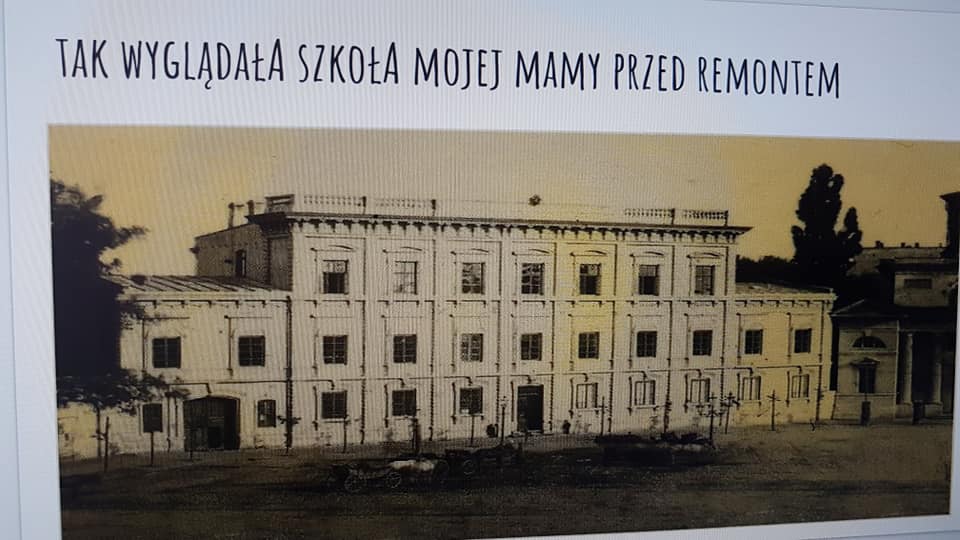 TAK WYGLĄDAŁA SZKOŁA MOJEJ MAMY PRZED REMONTEM